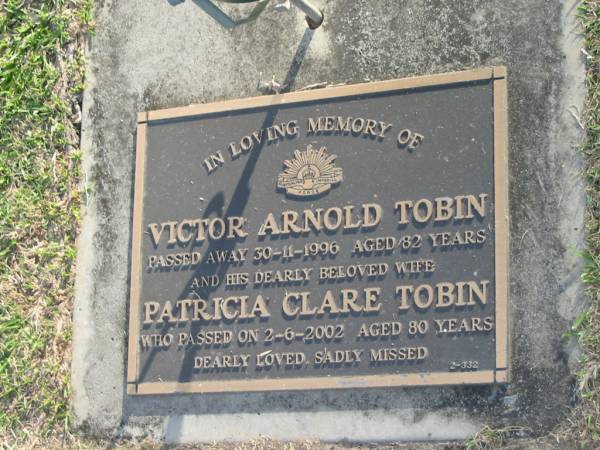 IN LOVING MEMORY OF
VICTOR ARNOLD TOBIN
PASSED AWAY 30-11-1996 AGED 82 YEARS
AND HIS DEARLY BELOVED WIFE
PATRICIA CLARE TOBIN
WHO PASSED ON 2-6-2002 AGED 80 YEARS
DEARLY LOVED, SADLY MISSED
2-332